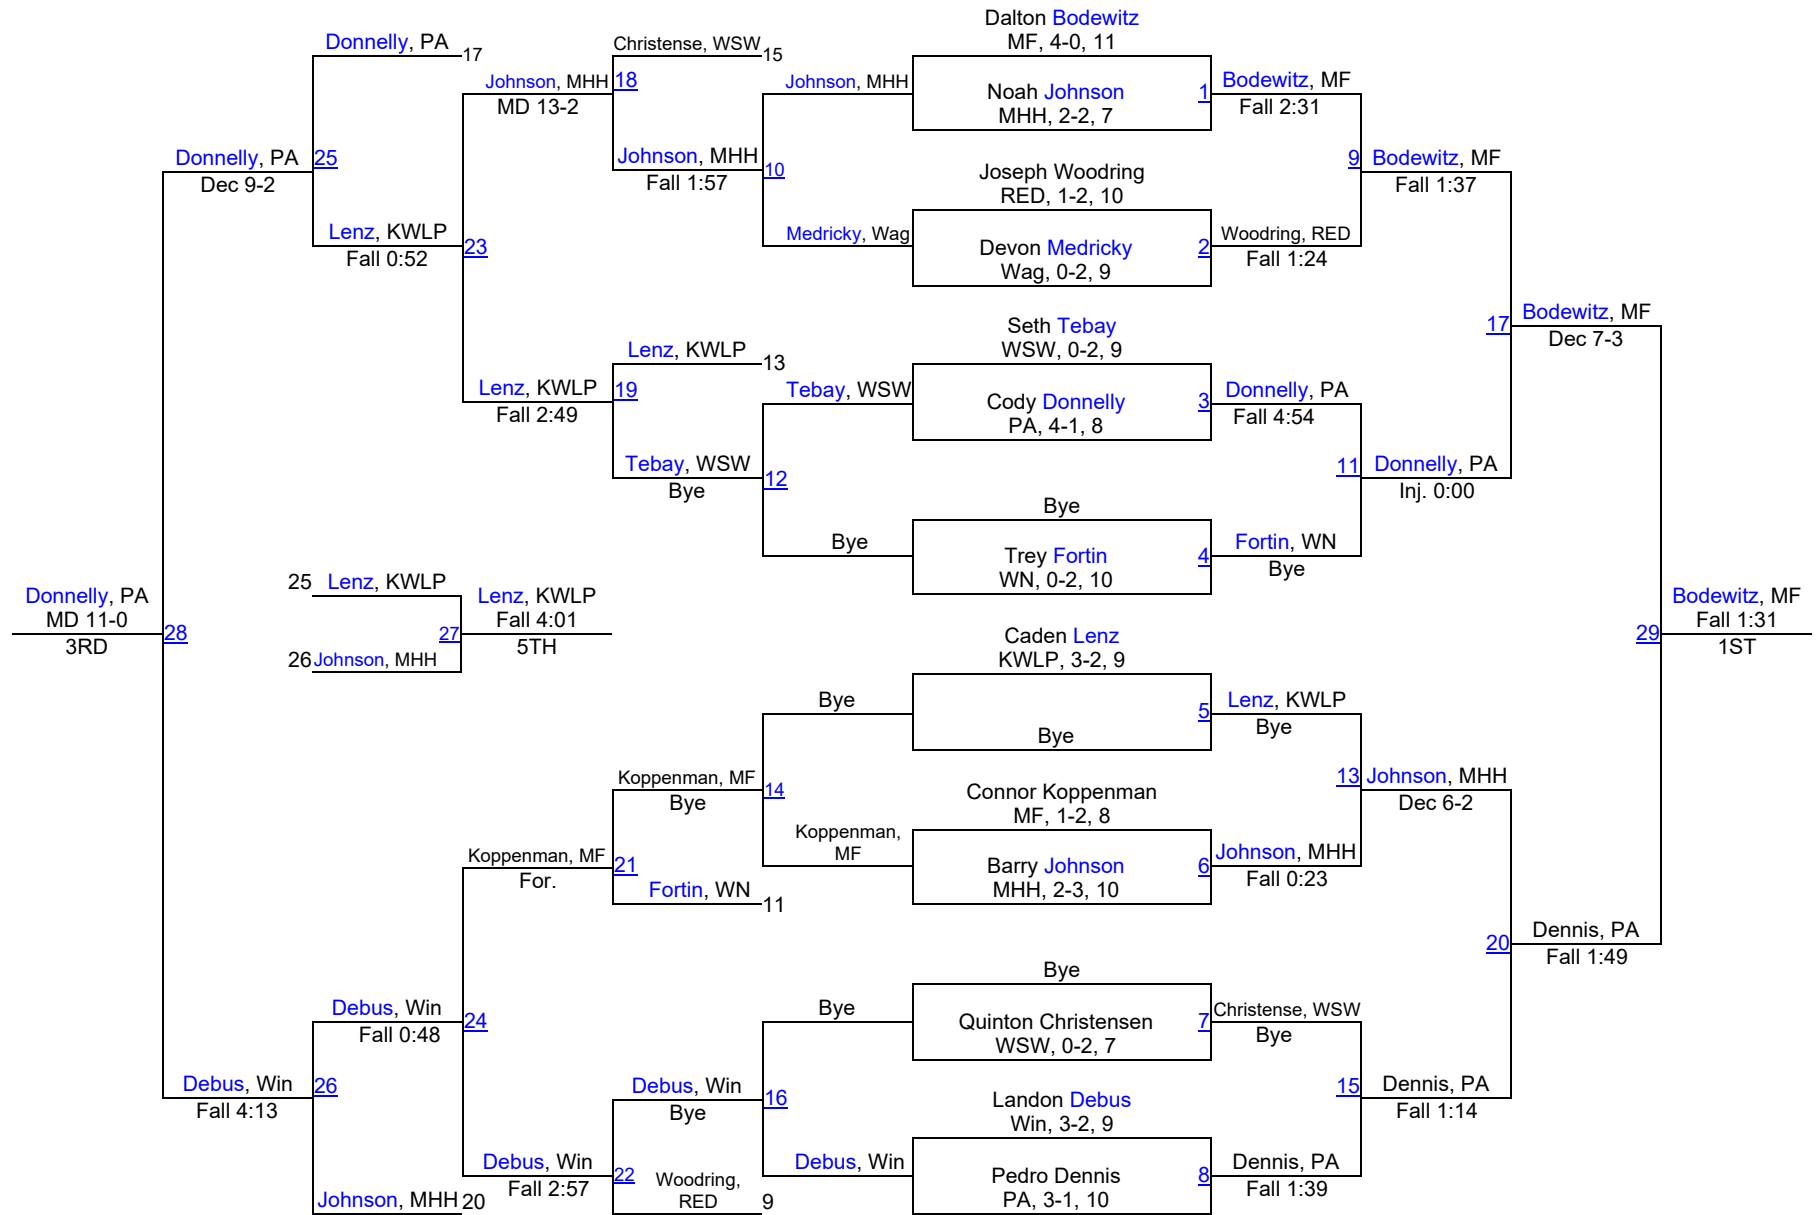 Dalton Bodewitz
MF, 4-0, 11
Donnelly, PA
17
Christense, WSW
15
Johnson, MHH
18
MD 13-2
Johnson, MHH
Noah Johnson
MHH, 2-2, 7
1
Bodewitz, MF
Fall 2:31
Donnelly, PA
25
Dec 9-2
Johnson, MHH
10
Fall 1:57
Joseph Woodring
RED, 1-2, 10
9
Bodewitz, MF
Fall 1:37
Lenz, KWLP
Fall 0:52
23
Medricky, Wag
Devon Medricky
Wag, 0-2, 9
2
Woodring, RED
Fall 1:24
Seth Tebay
WSW, 0-2, 9
17
Bodewitz, MF
Dec 7-3
Lenz, KWLP
13
Lenz, KWLP
19
Fall 2:49
Tebay, WSW
Cody Donnelly
PA, 4-1, 8
3
Donnelly, PA
Fall 4:54
Tebay, WSW
12
Bye
11
Donnelly, PA
Inj. 0:00
Bye
Bye
Trey Fortin
WN, 0-2, 10
4
Fortin, WN
Bye
25
Lenz, KWLP
Donnelly, PA
MD 11-0
3RD
28
Lenz, KWLP
Fall 4:01
5TH
27
26
Johnson, MHH
Bodewitz, MF
Fall 1:31
1ST
29
Caden Lenz
KWLP, 3-2, 9
Bye
5
Lenz, KWLP
Bye
Bye
Koppenman, MF
14
Bye
Connor Koppenman
MF, 1-2, 8
13
Johnson, MHH
Dec 6-2
Koppenman, MF
21
For.
Koppenman,
MF
Barry Johnson
MHH, 2-3, 10
6
Johnson, MHH
Fall 0:23
Fortin, WN
11
20
Dennis, PA
Fall 1:49
Bye
Debus, Win
24
Fall 0:48
Bye
Quinton Christensen
WSW, 0-2, 7
7
Christense, WSW
Bye
Debus, Win
26
Fall 4:13
Debus, Win
16
Bye
Landon Debus
Win, 3-2, 9
15
Dennis, PA
Fall 1:14
Debus, Win
22
Fall 2:57
Woodring,
RED
9
Debus, Win
Pedro Dennis
PA, 3-1, 10
8
Dennis, PA
Fall 1:39
Johnson, MHH
20